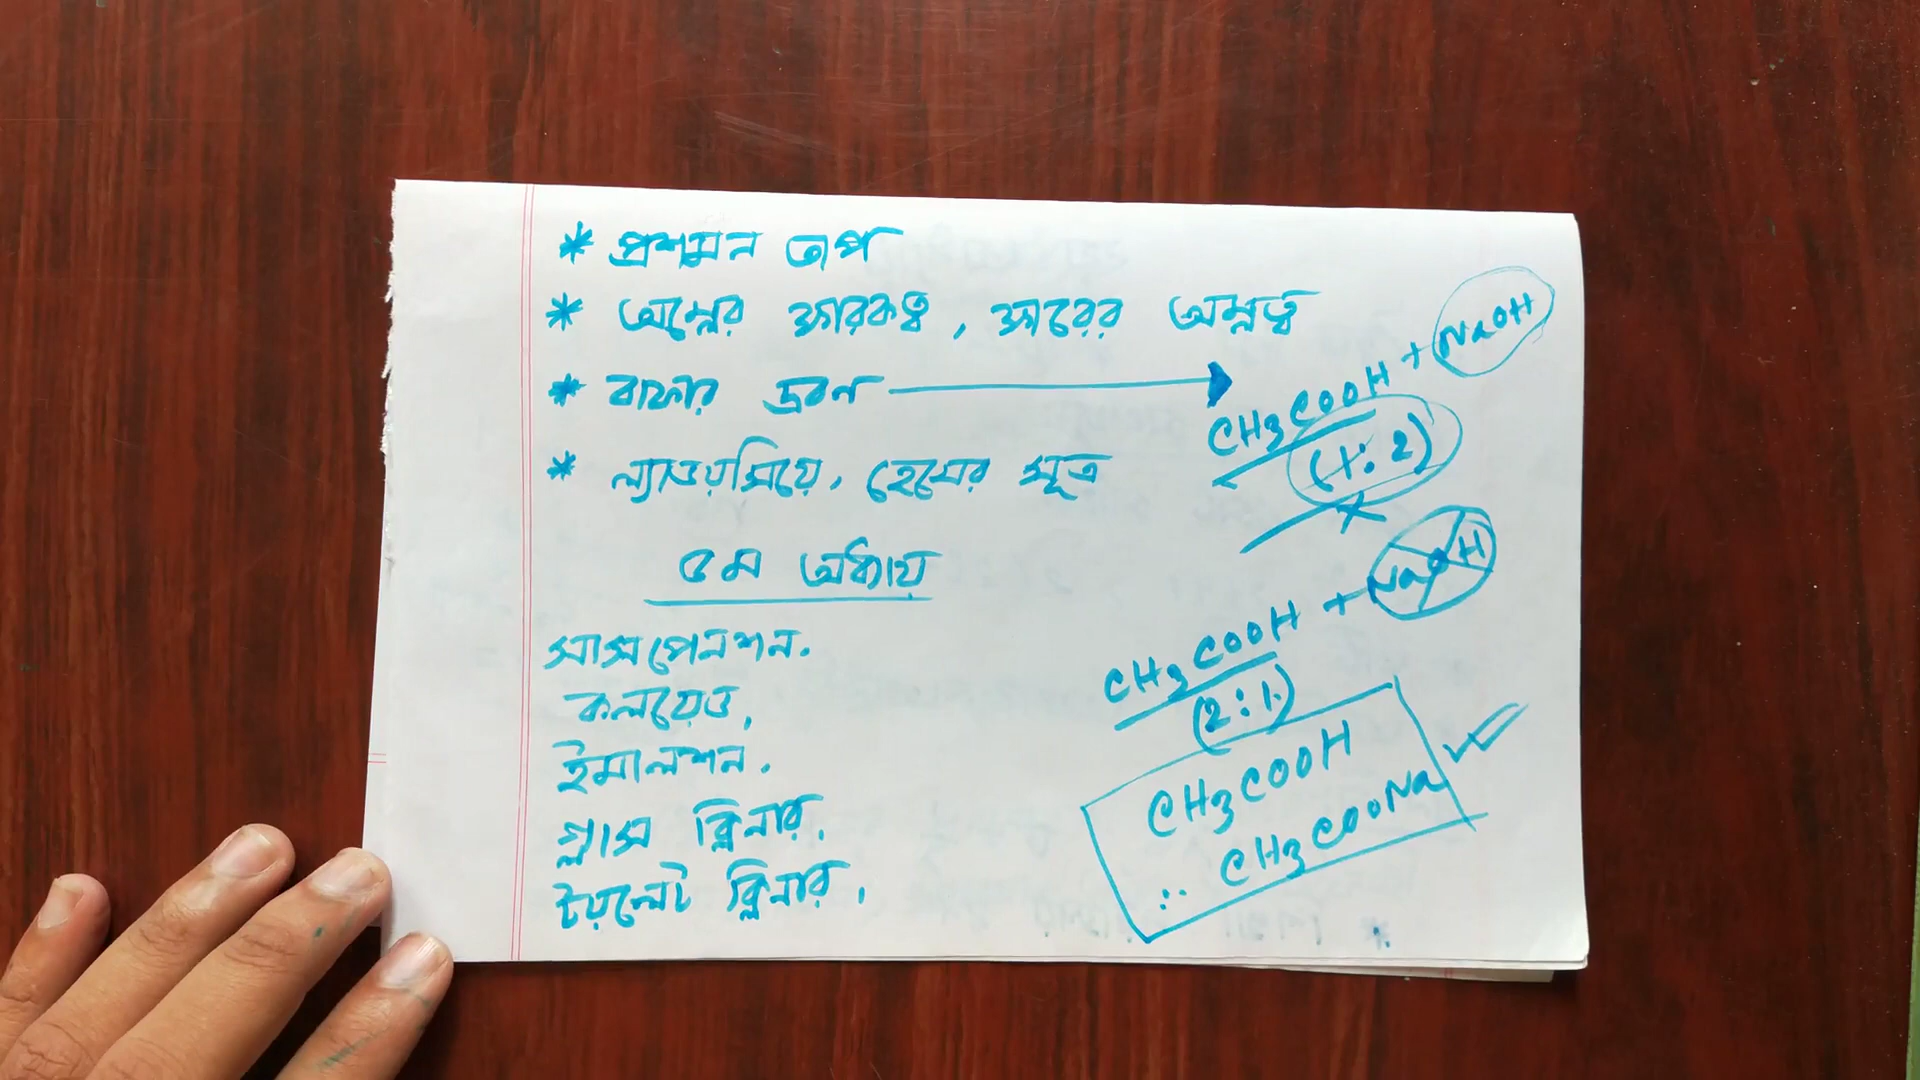 * প্রশমন তাপ
* অম্লের ক্ষারকত্ব, ক্ষারের অম্লত্ব
* বাফার দ্রবণ →
* ল্যাভয়সিয়ে, হেসের সূত্র
CH3COOH + NaOH
(1:2)
৫ম অধ্যায়
সাসপেনশন.
কলয়েড,
ইমালশন.
গ্লাস ক্লিনার,
টয়লেট ক্লিনার,
CH3COOH + NaOH
(2:1)
CH3COOH
∴ CH3COONa